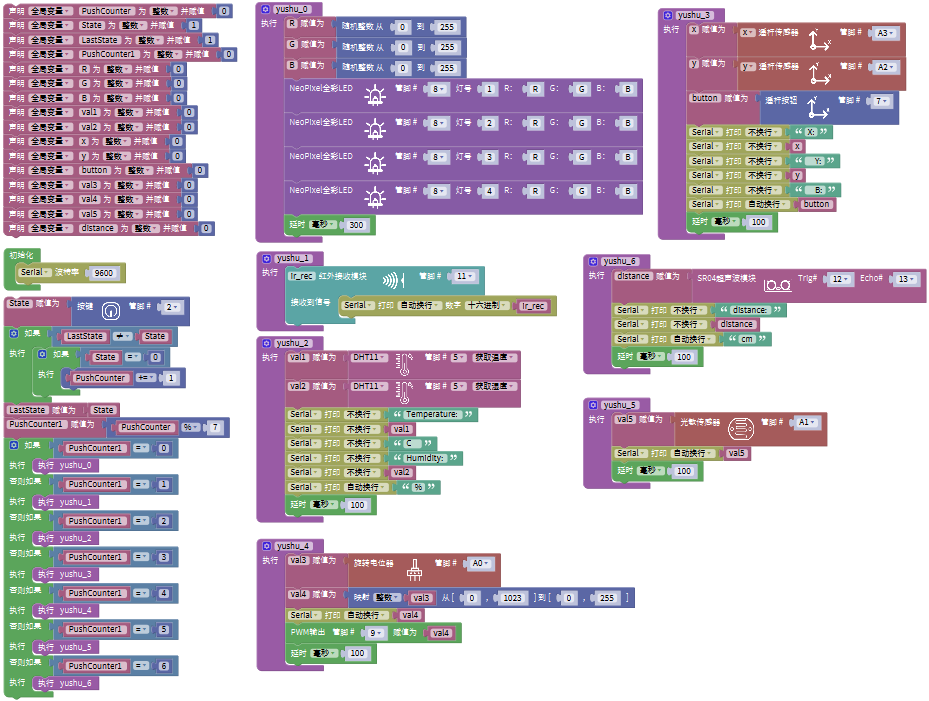 声明 全局变量 PushCounter 为 整数 并赋值 0
声明 全局变量 State 为 整数 并赋值 1
声明 全局变量 LastState 为 整数 并赋值 1
声明 全局变量 PushCounter1 为 整数 并赋值 0
声明 全局变量 R 为 整数 并赋值 0
声明 全局变量 G 为 整数 并赋值 0
声明 全局变量 B 为 整数 并赋值 0
声明 全局变量 val1 为 整数 并赋值 0
声明 全局变量 val2 为 整数 并赋值 0
声明 全局变量 x 为 整数 并赋值 0
声明 全局变量 y 为 整数 并赋值 0
声明 全局变量 button 为 整数 并赋值 0
声明 全局变量 val3 为 整数 并赋值 0
声明 全局变量 val4 为 整数 并赋值 0
声明 全局变量 val5 为 整数 并赋值 0
声明 全局变量 distance 为 整数 并赋值 0
初始化
Serial 波特率 9600
State 赋值为 按键 管脚# 2
如果 LastState ≠ State
执行 如果 State = 0
执行 PushCounter += 1
LastState 赋值为 State
PushCounter1 赋值为 PushCounter % 7
如果 PushCounter1 = 0
执行 执行 yushu_0
否则如果 PushCounter1 = 1
执行 执行 yushu_1
否则如果 PushCounter1 = 2
执行 执行 yushu_2
否则如果 PushCounter1 = 3
执行 执行 yushu_3
否则如果 PushCounter1 = 4
执行 执行 yushu_4
否则如果 PushCounter1 = 5
执行 执行 yushu_5
否则如果 PushCounter1 = 6
执行 执行 yushu_6
yushu_0
执行 R 赋值为 随机整数 从 0 到 255
G 赋值为 随机整数 从 0 到 255
B 赋值为 随机整数 从 0 到 255
NeoPixel全彩LED 管脚# 8 灯号 1 R: R G: G B: B
NeoPixel全彩LED 管脚# 8 灯号 2 R: R G: G B: B
NeoPixel全彩LED 管脚# 8 灯号 3 R: R G: G B: B
NeoPixel全彩LED 管脚# 8 灯号 4 R: R G: G B: B
延时 毫秒 300
yushu_1
执行 ir_rec 红外接收模块 管脚# 11
接收到信号 Serial 打印 自动换行 数字 十六进制 ir_rec
yushu_2
执行 val1 赋值为 DHT11 管脚# 5 获取温度
val2 赋值为 DHT11 管脚# 5 获取湿度
Serial 打印 不换行 “ Temperature: ”
Serial 打印 不换行 val1
Serial 打印 不换行 “ C ”
Serial 打印 不换行 “ Humidity: ”
Serial 打印 不换行 val2
Serial 打印 自动换行 “ % ”
延时 毫秒 100
yushu_4
执行 val3 赋值为 旋转电位器 管脚# A0
val4 赋值为 映射 整数 val3 从[ 0 , 1023 ]到[ 0 , 255 ]
Serial 打印 自动换行 val4
PWM输出 管脚# 9 赋值为 val4
延时 毫秒 100
yushu_3
执行 x 赋值为 x 摇杆传感器 管脚# A3
y 赋值为 y 摇杆传感器 管脚# A2
button 赋值为 摇杆按钮 管脚# 7
Serial 打印 不换行 “ X: ”
Serial 打印 不换行 x
Serial 打印 不换行 “ Y: ”
Serial 打印 不换行 y
Serial 打印 不换行 “ B: ”
Serial 打印 自动换行 button
延时 毫秒 100
yushu_6
执行 distance 赋值为 SR04超声波模块 Trig# 12 Echo# 13
Serial 打印 不换行 “ distance: ”
Serial 打印 不换行 distance
Serial 打印 自动换行 “ cm ”
延时 毫秒 100
yushu_5
执行 val5 赋值为 光敏传感器 管脚# A1
Serial 打印 自动换行 val5
延时 毫秒 100